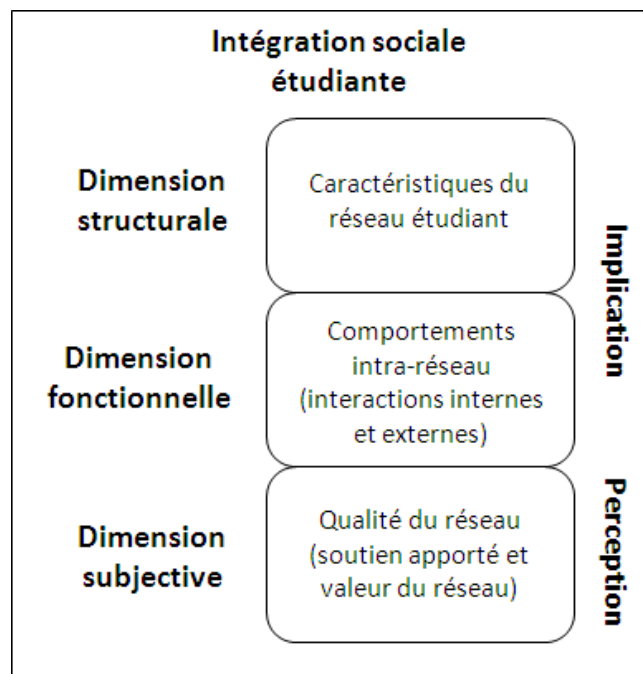 Intégration sociale
étudiante
Dimension
structurale
Caractéristiques du
réseau étudiant
Implication
Dimension
fonctionnelle
Comportements
intra-réseau
(interactions internes
et externes)
Dimension
subjective
Qualité du réseau
(soutien apporté et
valeur du réseau)
Perception